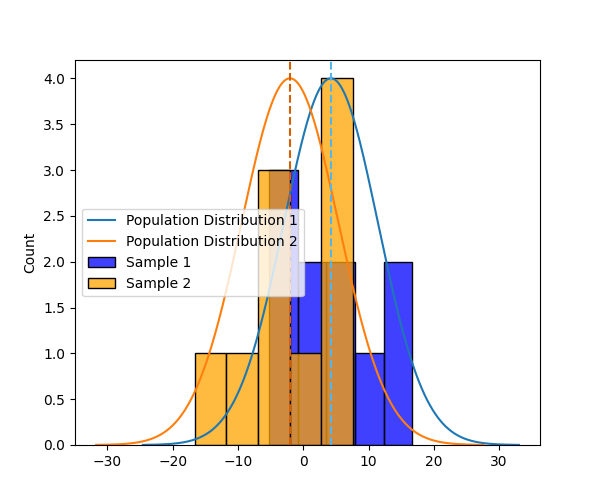 4.0
3.5
3.0
2.5
2.0
1.5
1.0
0.5
0.0
Count
Population Distribution 1
Population Distribution 2
Sample 1
Sample 2
−30 −20 −10 0 10 20 30